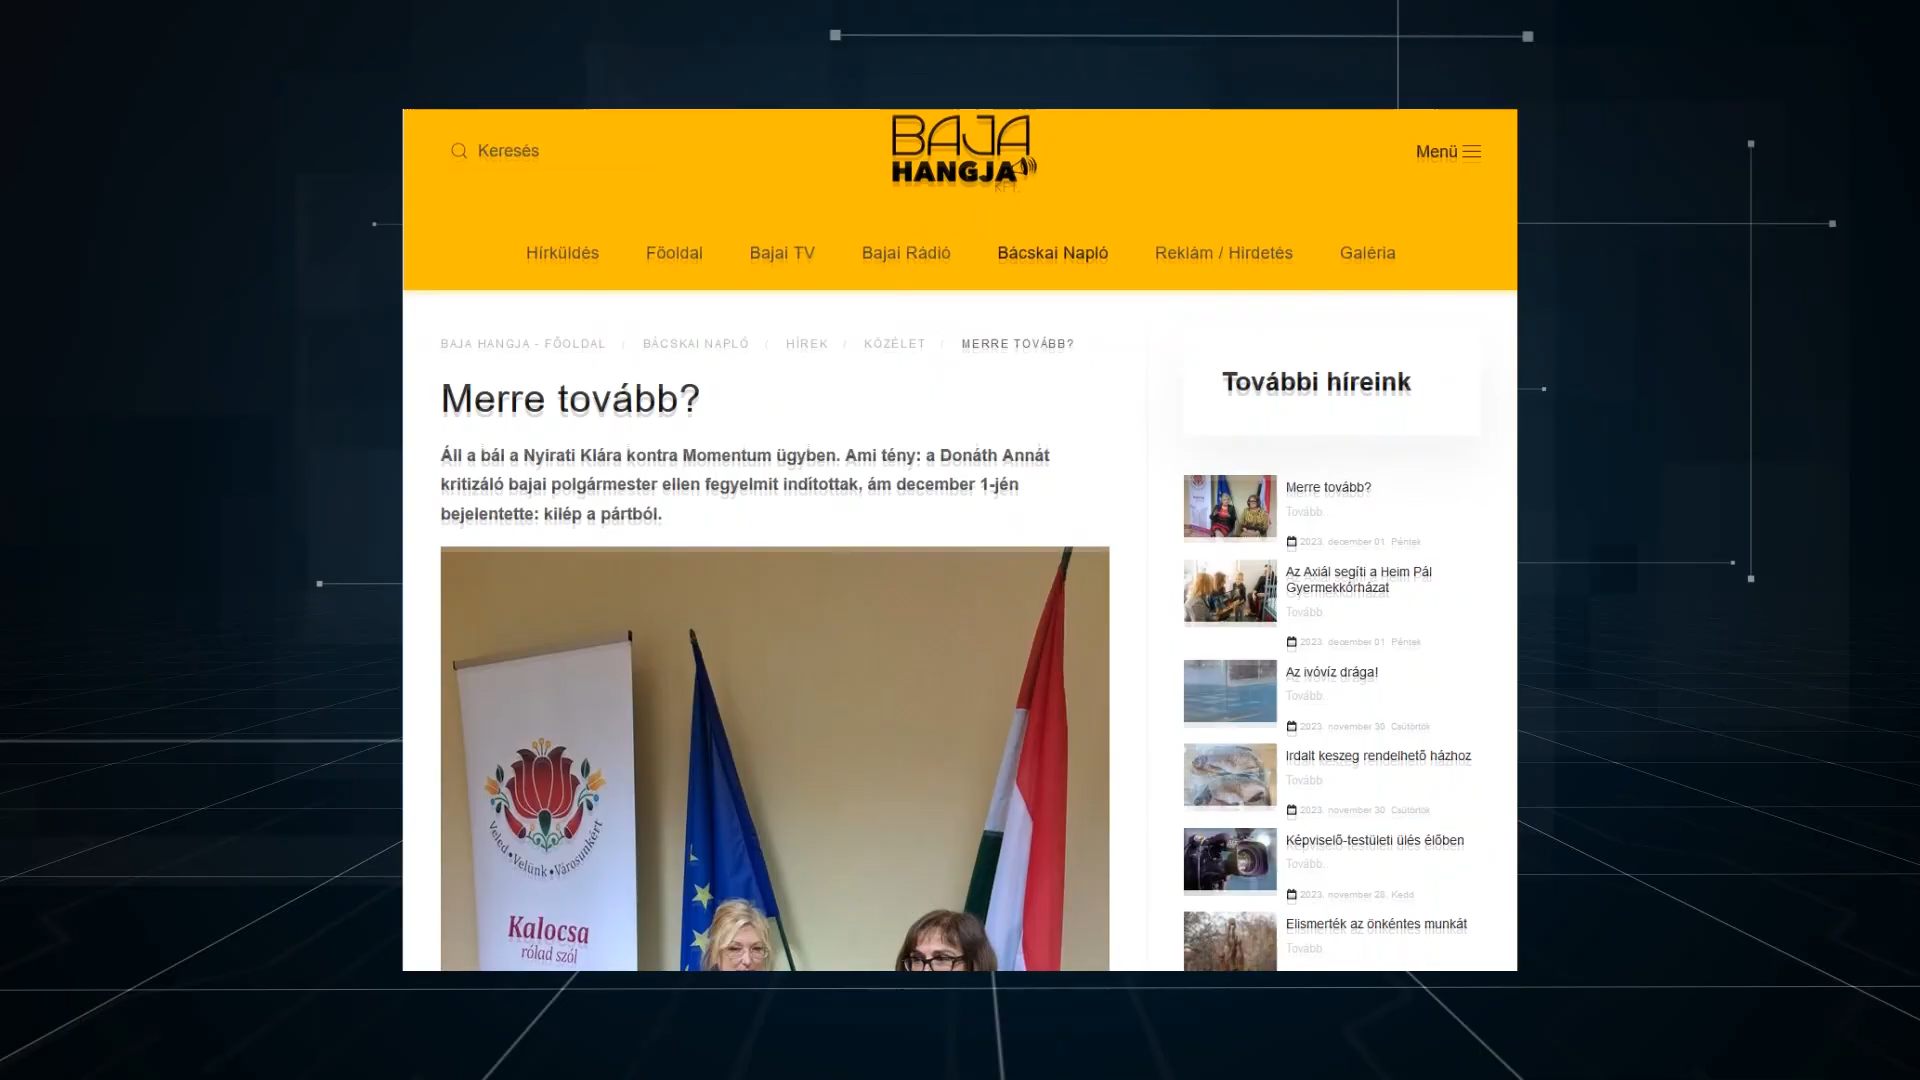 Keresés
BAJA
HANGJA
KFT.
Menü
Hírküldés
Főoldal
Bajai TV
Bajai Rádió
Bácskai Napló
Reklám / Hirdetés
Galéria
BAJA HANGJA - FŐOLDAL / BÁCSKAI NAPLÓ / HÍREK / KÖZÉLET / MERRE TOVÁBB?
Merre tovább?
Áll a bál a Nyirati Klára kontra Momentum ügyben. Ami tény: a Donáth Annát
kritizáló bajai polgármester ellen fegyelmit indítottak, ám december 1-jén
bejelentette: kilép a pártból.
Veled • Velünk • Városunkért
Kalocsa
rólad szól
További híreink
Merre tovább?
Tovább
2023. december 01. Péntek
Az Axiál segíti a Heim Pál
Gyermekkórházat
Tovább
2023. december 01. Péntek
Az ivóvíz drága!
Tovább
2023. november 30. Csütörtök
Irdalt keszeg rendelhető házhoz
Tovább
2023. november 30. Csütörtök
Képviselő-testületi ülés élőben
Tovább
2023. november 28. Kedd
Elismerték az önkéntes munkát
Tovább